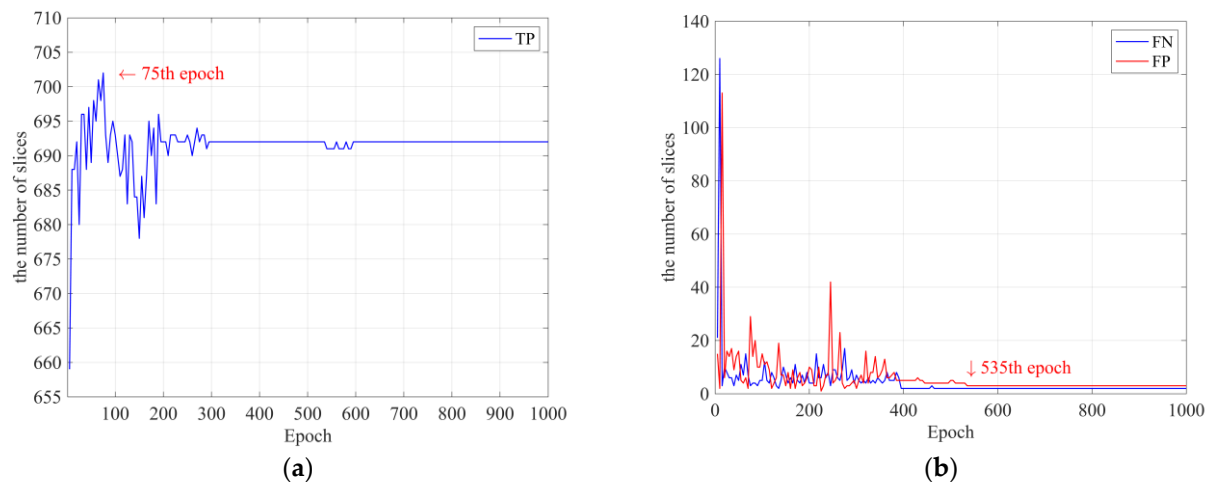 710
705
700
695
690
685
680
675
670
665
660
655
the number of slices
TP
← 75th epoch
100 200 300 400 500 600 700 800 900 1000
Epoch
(a)
140
120
100
80
60
40
20
0
the number of slices
FN
FP
↓ 535th epoch
0 200 400 600 800 1000
Epoch
(b)